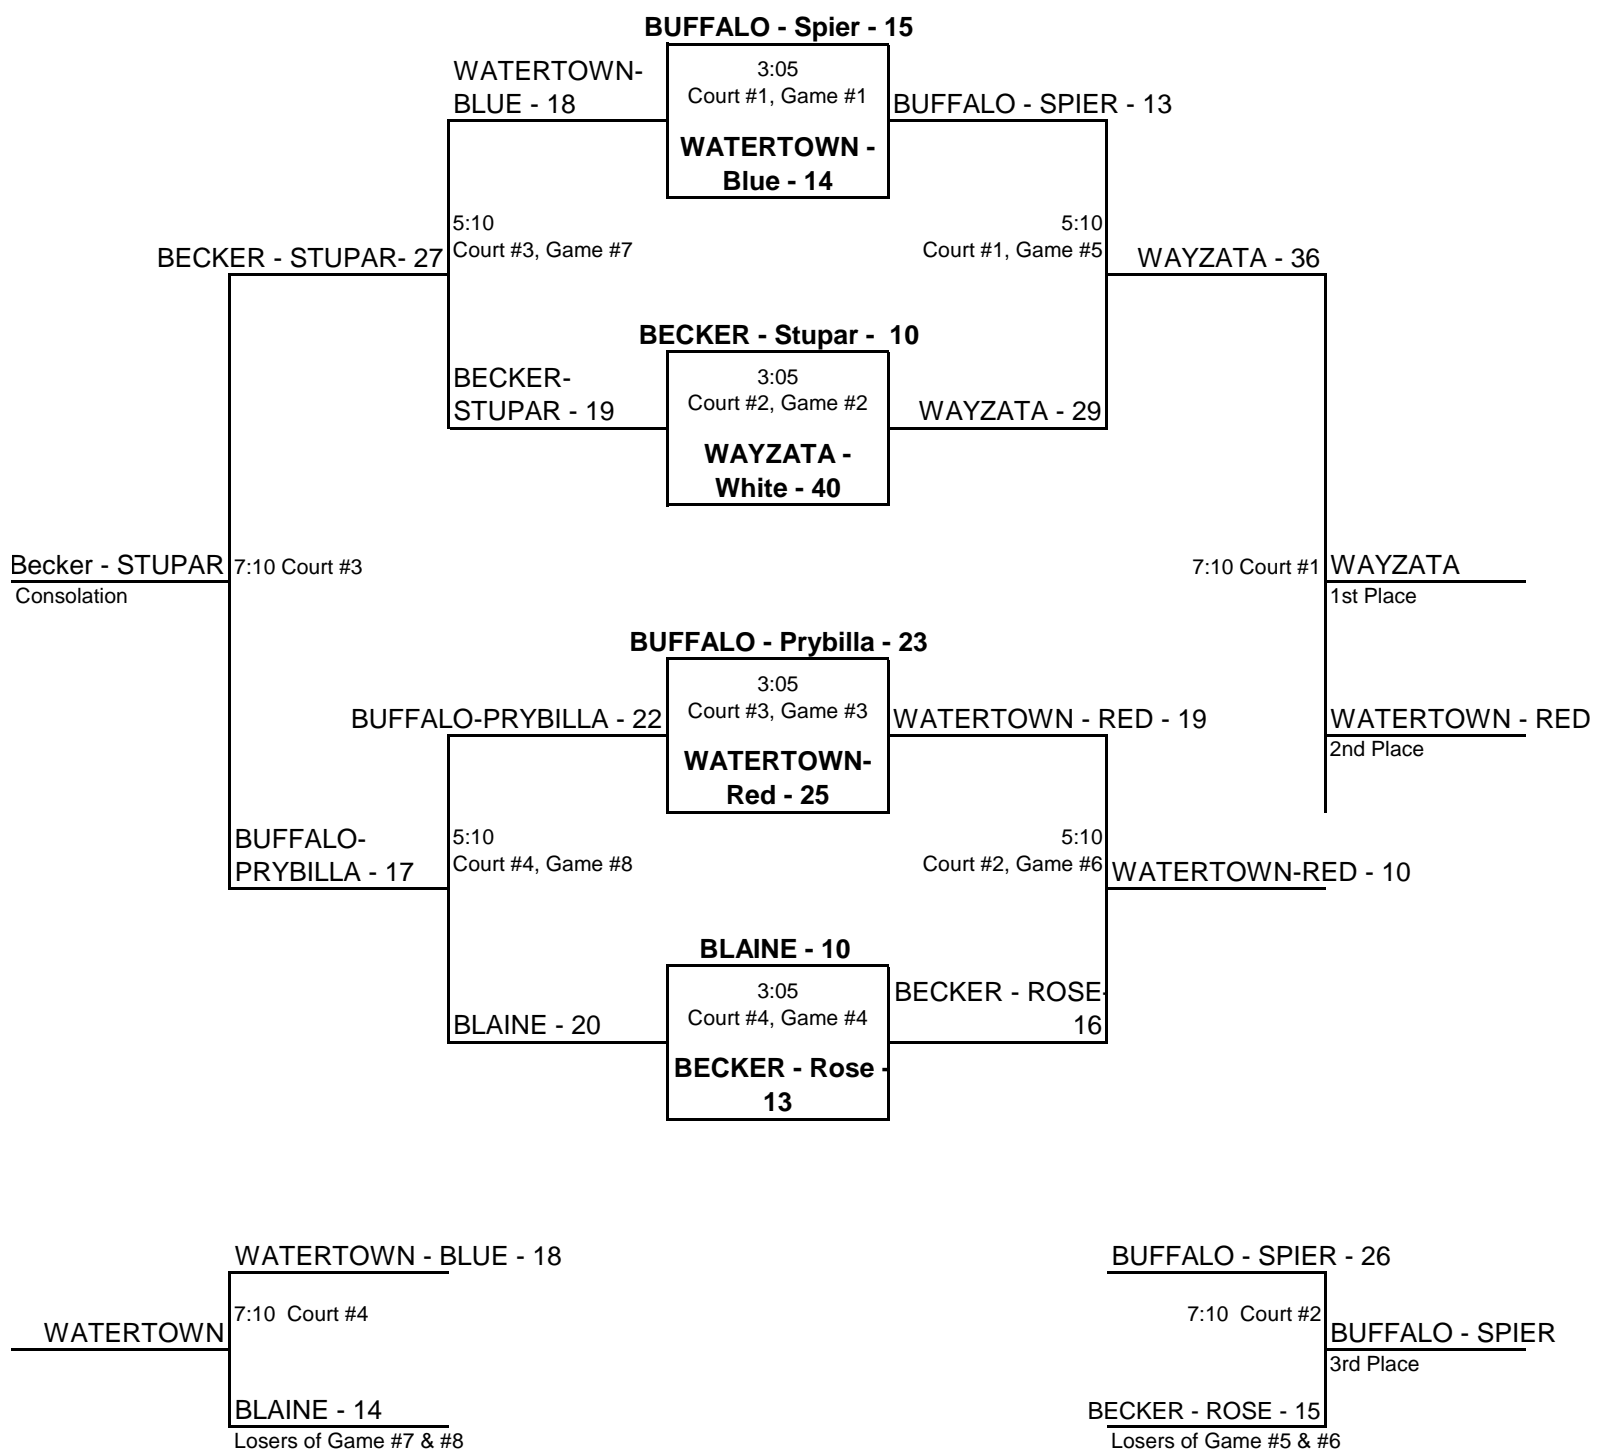 BUFFALO - Spier - 15
WATERTOWN-
BLUE - 18
3:05
Court #1, Game #1
BUFFALO - SPIER - 13
WATERTOWN -
Blue - 14
5:10
Court #3, Game #7
5:10
Court #1, Game #5
BECKER - STUPAR- 27
WAYZATA - 36
BECKER - Stupar -  10
BECKER-
STUPAR - 19
3:05
Court #2, Game #2
WAYZATA - 29
WAYZATA -
White - 40
Becker - STUPAR
7:10 Court #3
7:10 Court #1
WAYZATA
Consolation
1st Place
BUFFALO - Prybilla - 23
3:05
Court #3, Game #3
BUFFALO-PRYBILLA - 22
WATERTOWN - RED - 19
WATERTOWN - RED
2nd Place
WATERTOWN-
Red - 25
BUFFALO-
PRYBILLA - 17
5:10
Court #4, Game #8
5:10
Court #2, Game #6
WATERTOWN-RED - 10
BLAINE - 10
3:05
Court #4, Game #4
BLAINE - 20
BECKER - ROSE-
16
BECKER - Rose -
13
WATERTOWN - BLUE - 18
BUFFALO - SPIER - 26
7:10  Court #4
7:10  Court #2
WATERTOWN
BUFFALO - SPIER
3rd Place
BLAINE - 14
BECKER - ROSE - 15
Losers of Game #7 & #8
Losers of Game #5 & #6